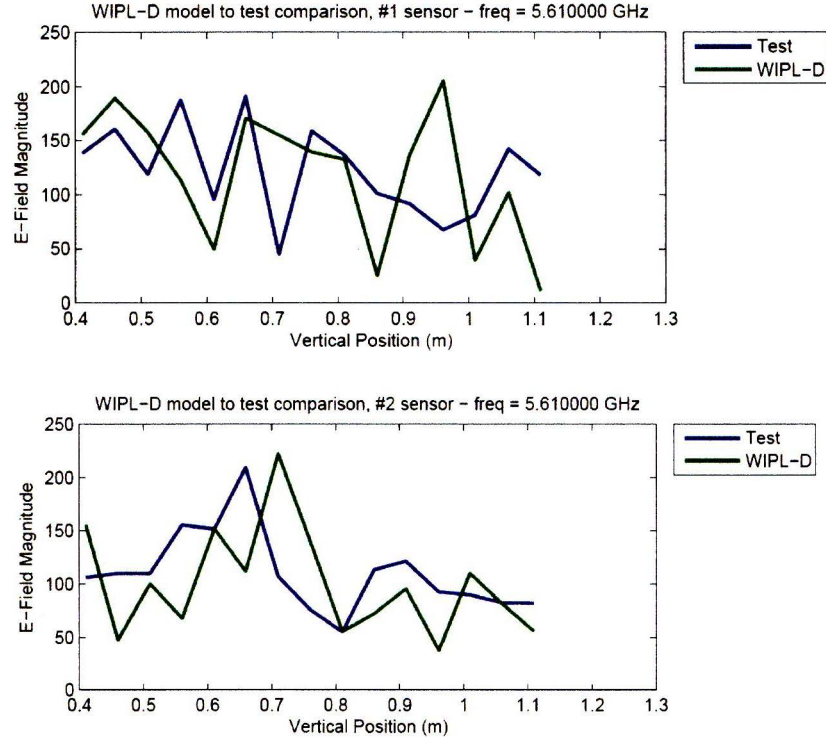 WIPL-D model to test comparison, #1 sensor - freq = 5.610000 GHz
250
200
150
100
50
0
E-Field Magnitude
0.4 0.5 0.6 0.7 0.8 0.9 1 1.1 1.2 1.3
Vertical Position (m)
Test
WIPL-D
WIPL-D model to test comparison, #2 sensor - freq = 5.610000 GHz
250
200
150
100
50
0
E-Field Magnitude
0.4 0.5 0.6 0.7 0.8 0.9 1 1.1 1.2 1.3
Vertical Position (m)
Test
WIPL-D